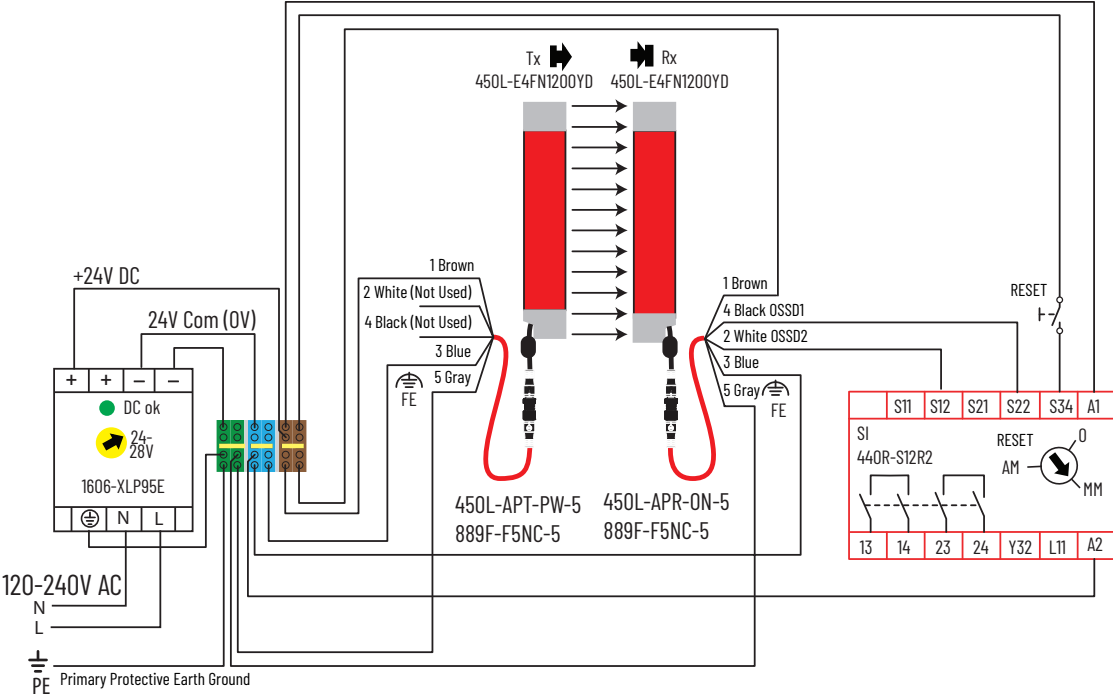 Tx
Rx
450L-E4FN1200YD
450L-E4FN1200YD
+24V DC
24V Com (0V)
1 Brown
2 White (Not Used)
4 Black (Not Used)
3 Blue
5 Gray
FE
1 Brown
4 Black OSSD1
2 White OSSD2
3 Blue
5 Gray
FE
RESET
+ + – –
DC ok
24-
28V
1606-XLP95E
N L
S11 S12 S21 S22 S34 A1
SI
440R-S12R2
RESET
0
AM
MM
13 14 23 24 Y32 L11 A2
450L-APT-PW-5
889F-F5NC-5
450L-APR-ON-5
889F-F5NC-5
120-240V AC
N
L
PE
Primary Protective Earth Ground